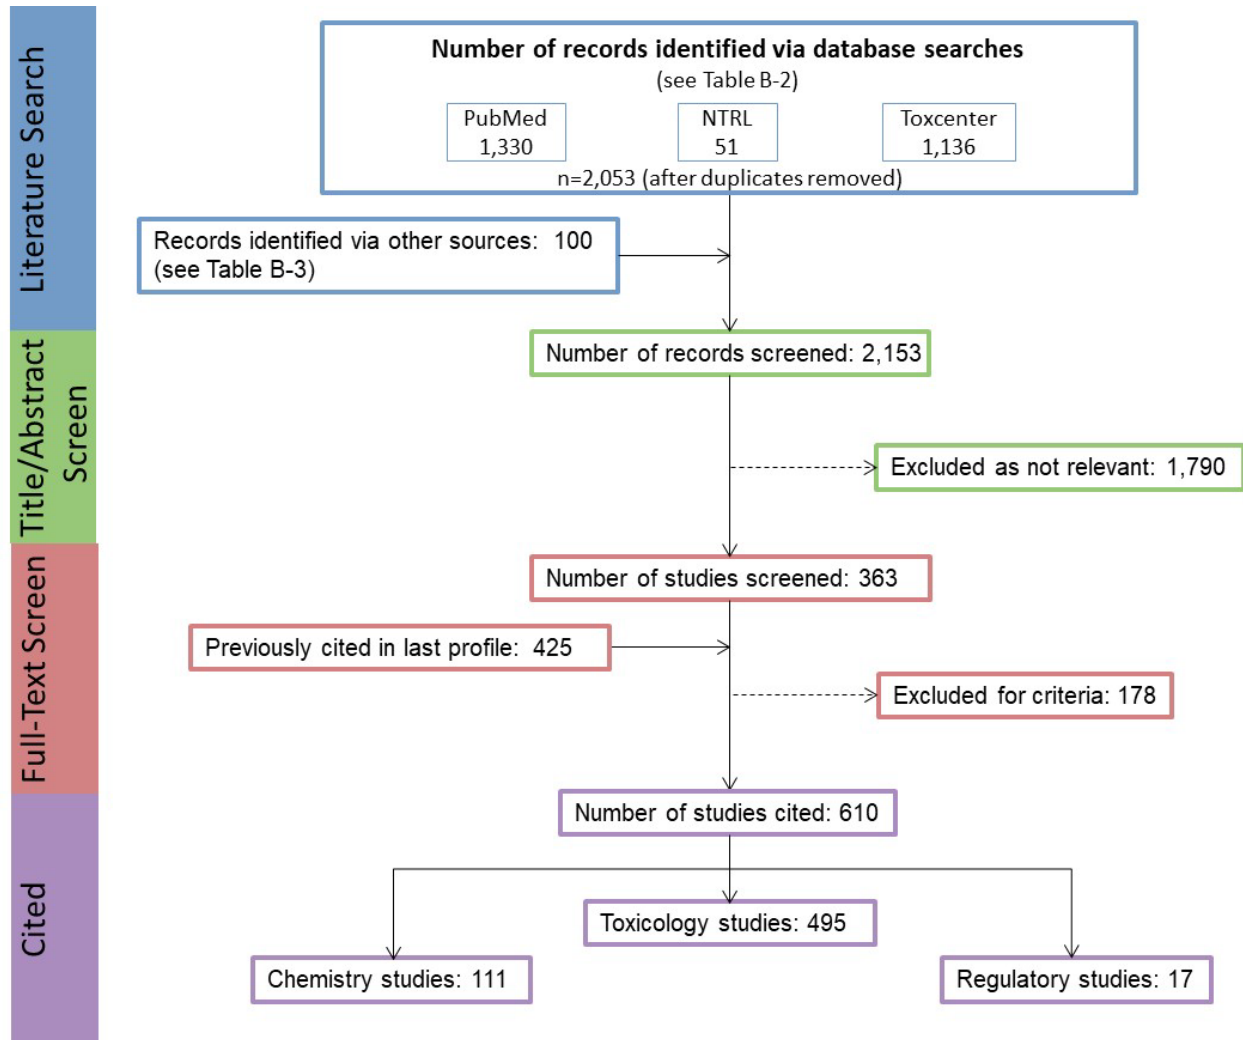 Literature Search
Number of records identified via database searches
(see Table B-2)
PubMed
1,330
NTRL
51
Toxcenter
1,136
n=2,053 (after duplicates removed)
Records identified via other sources: 100
(see Table B-3)
Title/Abstract
Screen
Number of records screened: 2,153
Excluded as not relevant: 1,790
Full-Text Screen
Number of studies screened: 363
Previously cited in last profile: 425
Excluded for criteria: 178
Cited
Number of studies cited: 610
Toxicology studies: 495
Chemistry studies: 111
Regulatory studies: 17